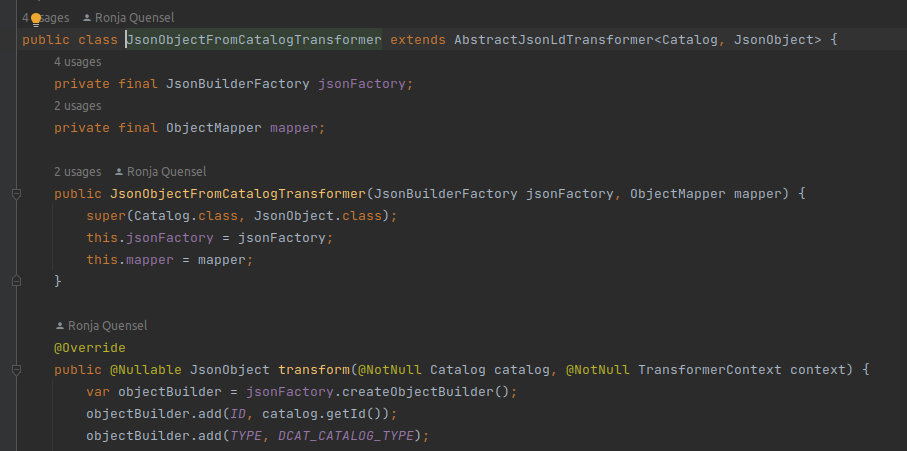 4 usages Ronja Quensel
public class JsonObjectFromCatalogTransformer extends AbstractJsonLdTransformer<Catalog, JsonObject> {
4 usages
private final JsonBuilderFactory jsonFactory;
2 usages
private final ObjectMapper mapper;
2 usages Ronja Quensel
public JsonObjectFromCatalogTransformer(JsonBuilderFactory jsonFactory, ObjectMapper mapper) {
super(Catalog.class, JsonObject.class);
this.jsonFactory = jsonFactory;
this.mapper = mapper;
}
Ronja Quensel
@Override
public @Nullable JsonObject transform(@NotNull Catalog catalog, @NotNull TransformerContext context) {
var objectBuilder = jsonFactory.createObjectBuilder();
objectBuilder.add(ID, catalog.getId());
objectBuilder.add(TYPE, DCAT_CATALOG_TYPE);